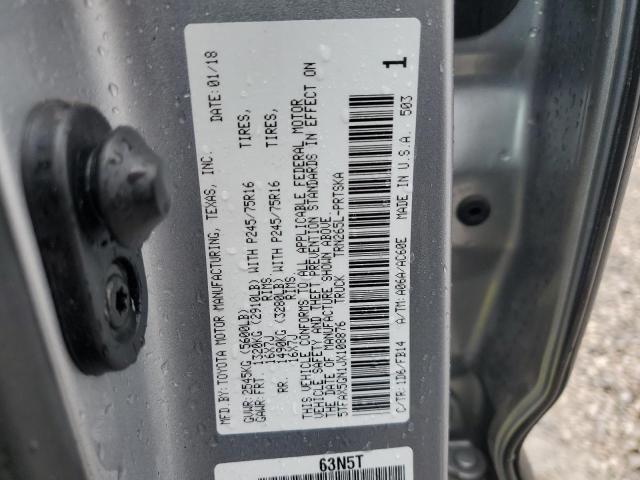 MFD.BY:TOYOTA MOTOR MANUFACTURING, TEXAS, INC. DATE: 01/18
GVWR: 2545KG (5600LB)
GAWR: FRT. 1320KG (2910LB) WITH P245/75R16 TIRES,
16X7J RIMS
RR. 1490KG (3280LB) WITH P245/75R16 TIRES,
16X7J RIMS
THIS VEHICLE CONFORMS TO ALL APPLICABLE FEDERAL MOTOR
VEHICLE SAFETY AND THEFT PREVENTION STANDARDS IN EFFECT ON
THE DATE OF MANUFACTURE SHOWN ABOVE.
5TFAX5GN1JX108876 TRUCK TRN265L-PRTSKA
1
C/TR: 1D6/FB14 A/TM: A06A/AC60E U.S.A. 503
63N5T